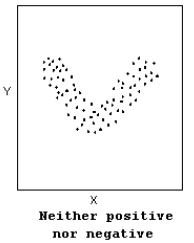 Y
X
Neither positive
nor negative